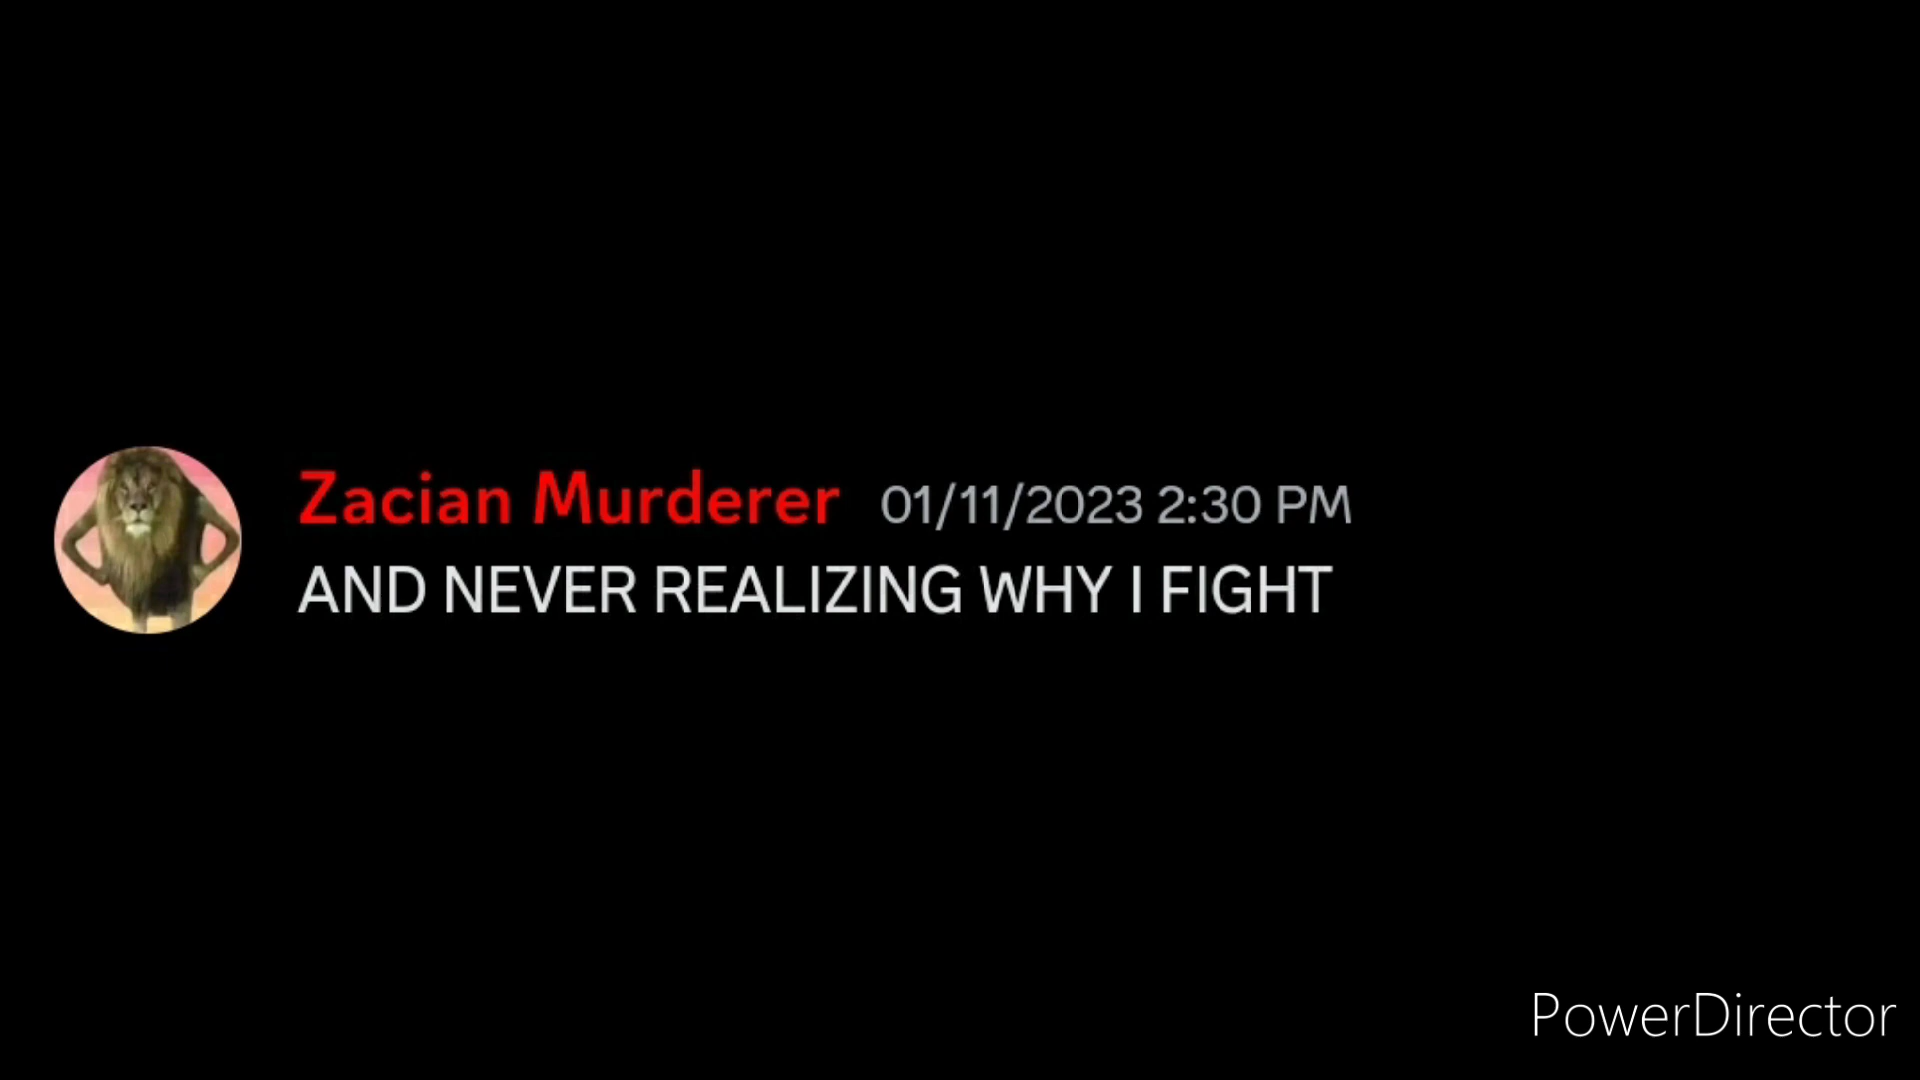 Zacian Murderer 01/11/2023 2:30 PM
AND NEVER REALIZING WHY I FIGHT
PowerDirector